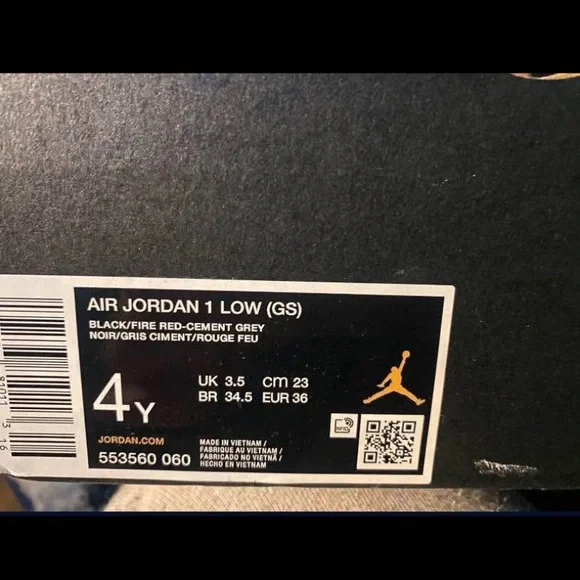 AIR JORDAN 1 LOW (GS)
BLACK/FIRE RED-CEMENT GREY
NOIR/GRIS CIMENT/ROUGE FEU
4Y
UK 3.5 cm 23
BR 34.5 EUR 36
JORDAN.COM
553560 060
MADE IN VIETNAM/
FABRIQUE AU VIETNAM/
FABRICADO NO VIETNÃ/
HECHO EN VIETNAM
RFID